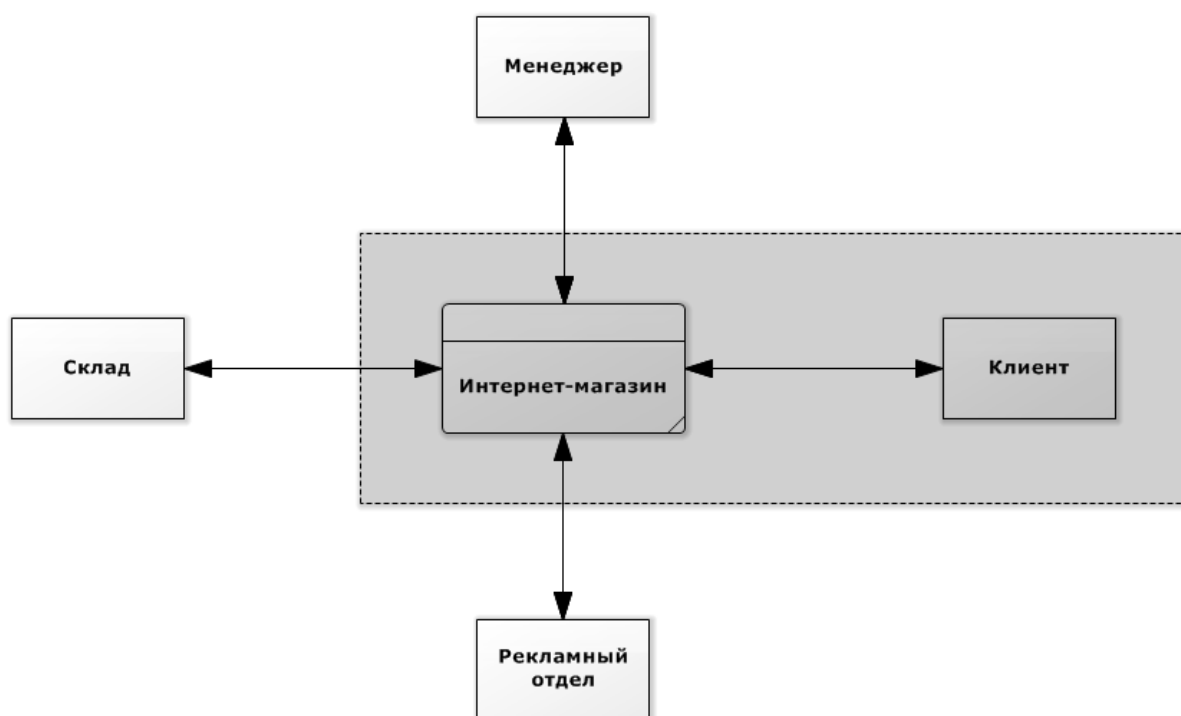 Менеджер
Склад
Интернет-магазин
Клиент
Рекламный
отдел